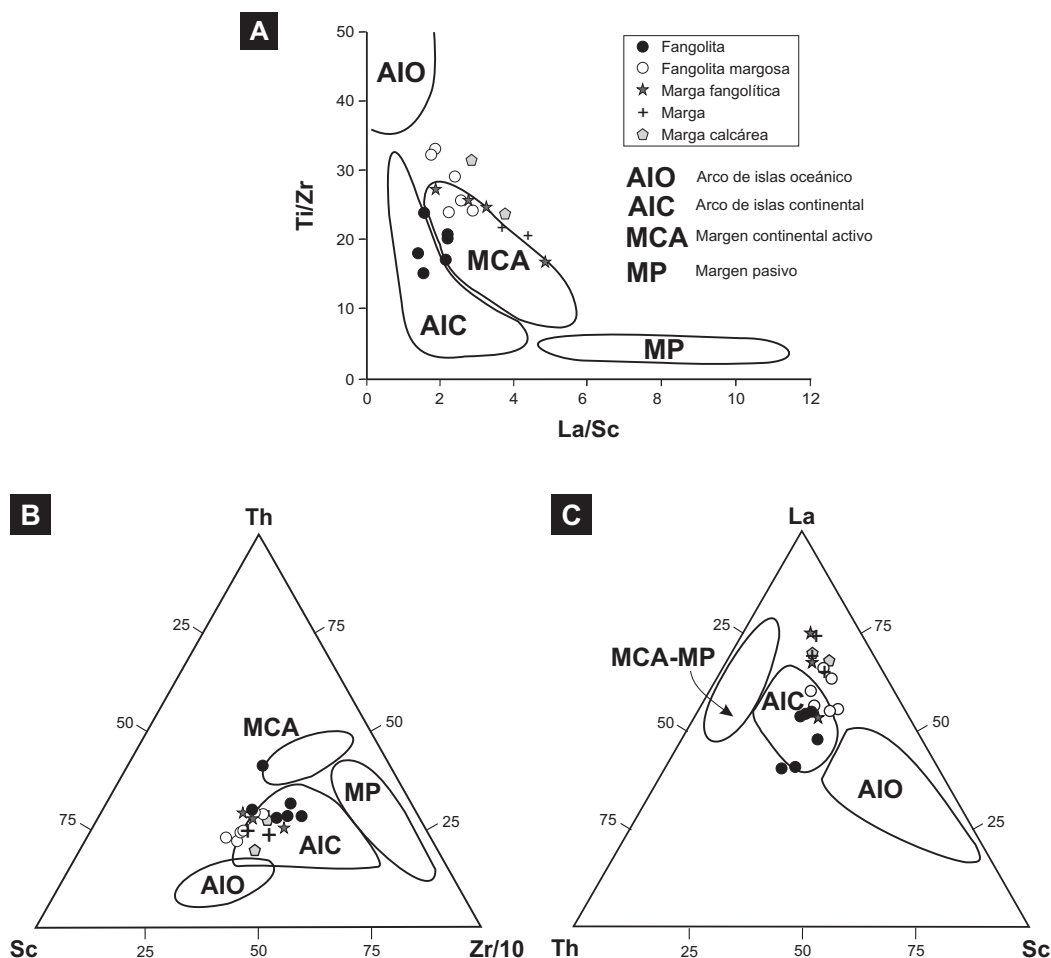 A
50
40
30
20
10
0
Ti/Zr
0
2
4
6
8
10
12
La/Sc
AIO
MCA
AIC
MP
Fangolita
Fangolita margosa
Marga fangolítica
Marga
Marga calcárea
AIO Arco de islas oceánico
AIC Arco de islas continental
MCA Margen continental activo
MP Margen pasivo
B
Th
25
75
50
50
75
25
MCA
MP
AIC
AIO
Sc
25
50
75
Zr/10
C
La
25
75
MCA-MP
AIC
50
50
AIO
75
25
Th
25
50
75
Sc